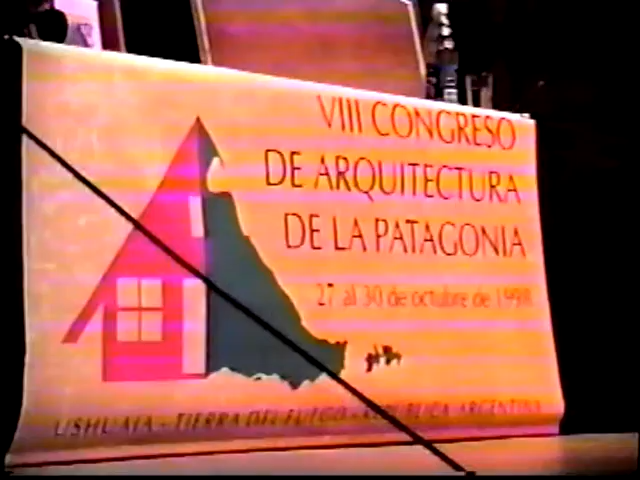 VIII CONGRESO
DE ARQUITECTURA
DE LA PATAGONIA
27 al 30 de octubre de 1998
USHUAIA - TIERRA DEL FUEGO - REPUBLICA ARGENTINA